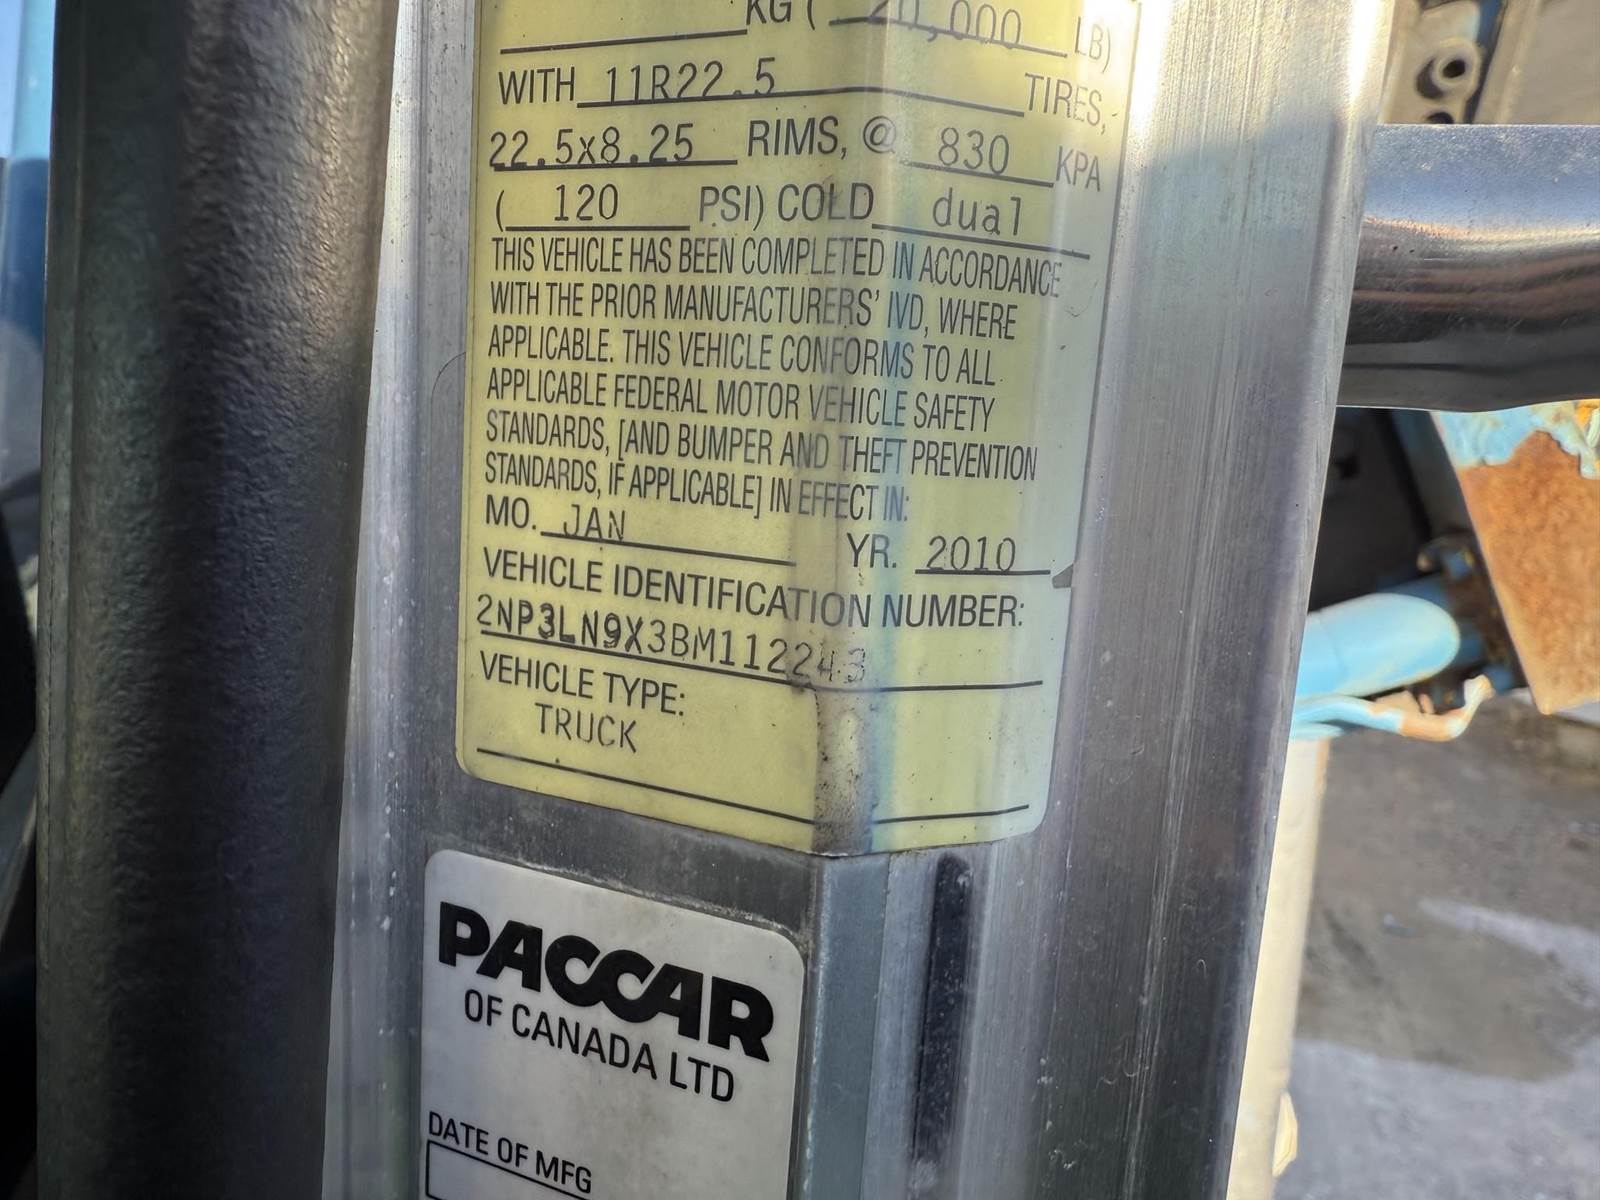 KG ( 20,000 LB)
WITH 11R22.5 TIRES,
22.5x8.25 RIMS, @ 830 KPA
( 120 PSI) COLD dual
THIS VEHICLE HAS BEEN COMPLETED IN ACCORDANCE
WITH THE PRIOR MANUFACTURERS' IVD, WHERE
APPLICABLE. THIS VEHICLE CONFORMS TO ALL
APPLICABLE FEDERAL MOTOR VEHICLE SAFETY
STANDARDS, [AND BUMPER AND THEFT PREVENTION
STANDARDS, IF APPLICABLE] IN EFFECT IN:
MO. JAN YR. 2010
VEHICLE IDENTIFICATION NUMBER:
2NP3LN9X3BM112243
VEHICLE TYPE:
TRUCK
PACCAR
OF CANADA LTD
DATE OF MFG